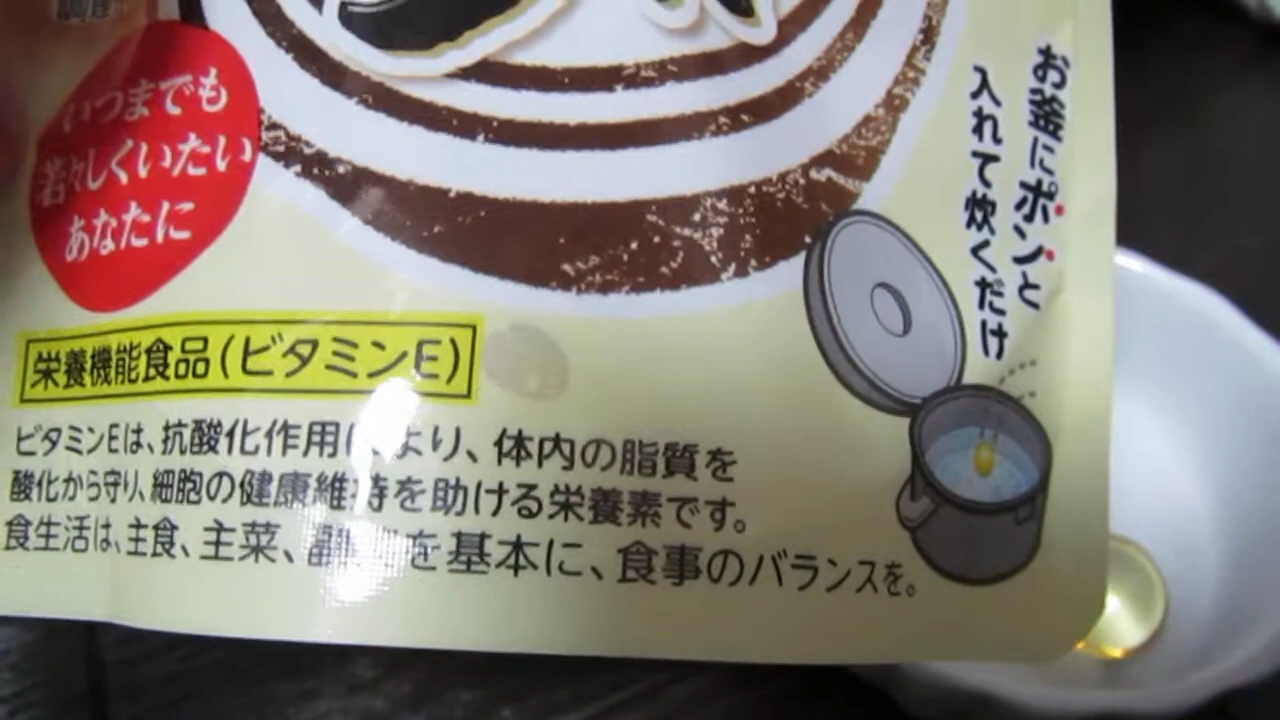 いつまでも
若々しくいたい
あなたに
お釜にポンと
入れて炊くだけ
栄養機能食品(ビタミンE)
ビタミンEは、抗酸化作用により、体内の脂質を
酸化から守り、細胞の健康維持を助ける栄養素です。
食生活は、主食、主菜、副菜を基本に、食事のバランスを。